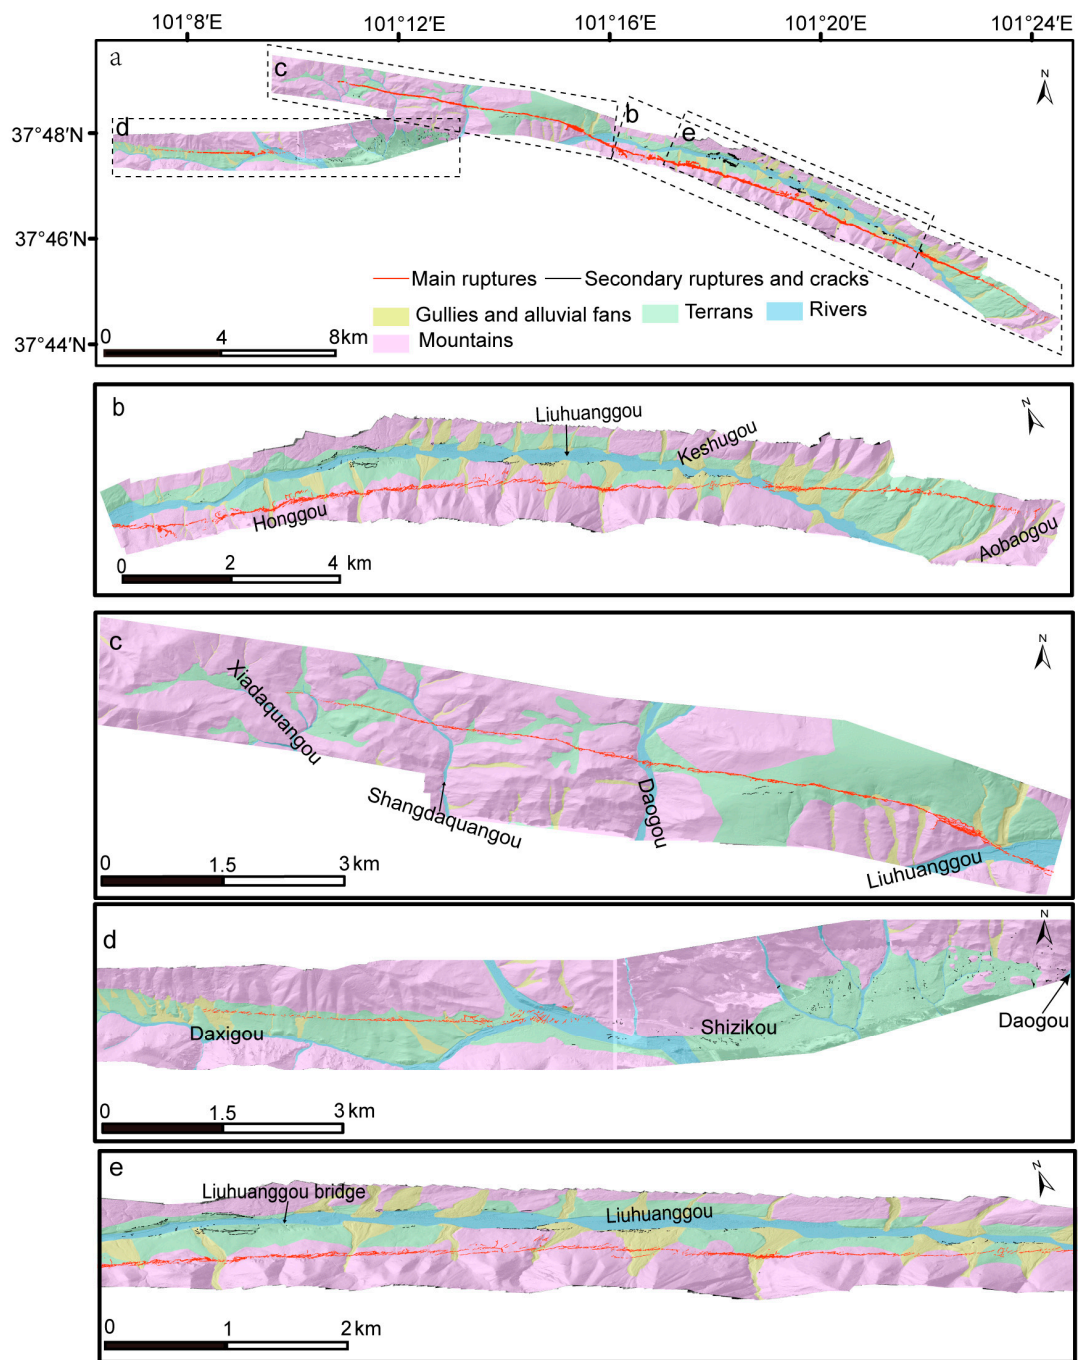 101°8′E 101°12′E 101°16′E 101°20′E 101°24′E
a
N
c
b
37°48′N
d
e
37°46′N
Main ruptures Secondary ruptures and cracks
Gullies and alluvial fans Terrans Rivers
Mountains
0 4 8km
37°44′N
b
Liuhuanggou
N
Keshugou
Honggou
Aobaogou
0 2 4 km
c
N
Xiadaquangou
Shangdaquangou
Daogou
Liuhuanggou
0 1.5 3 km
d
N
Daxigou
Shizikou
Daogou
0 1.5 3 km
e
N
Liuhuanggou bridge
Liuhuanggou
0 1 2 km